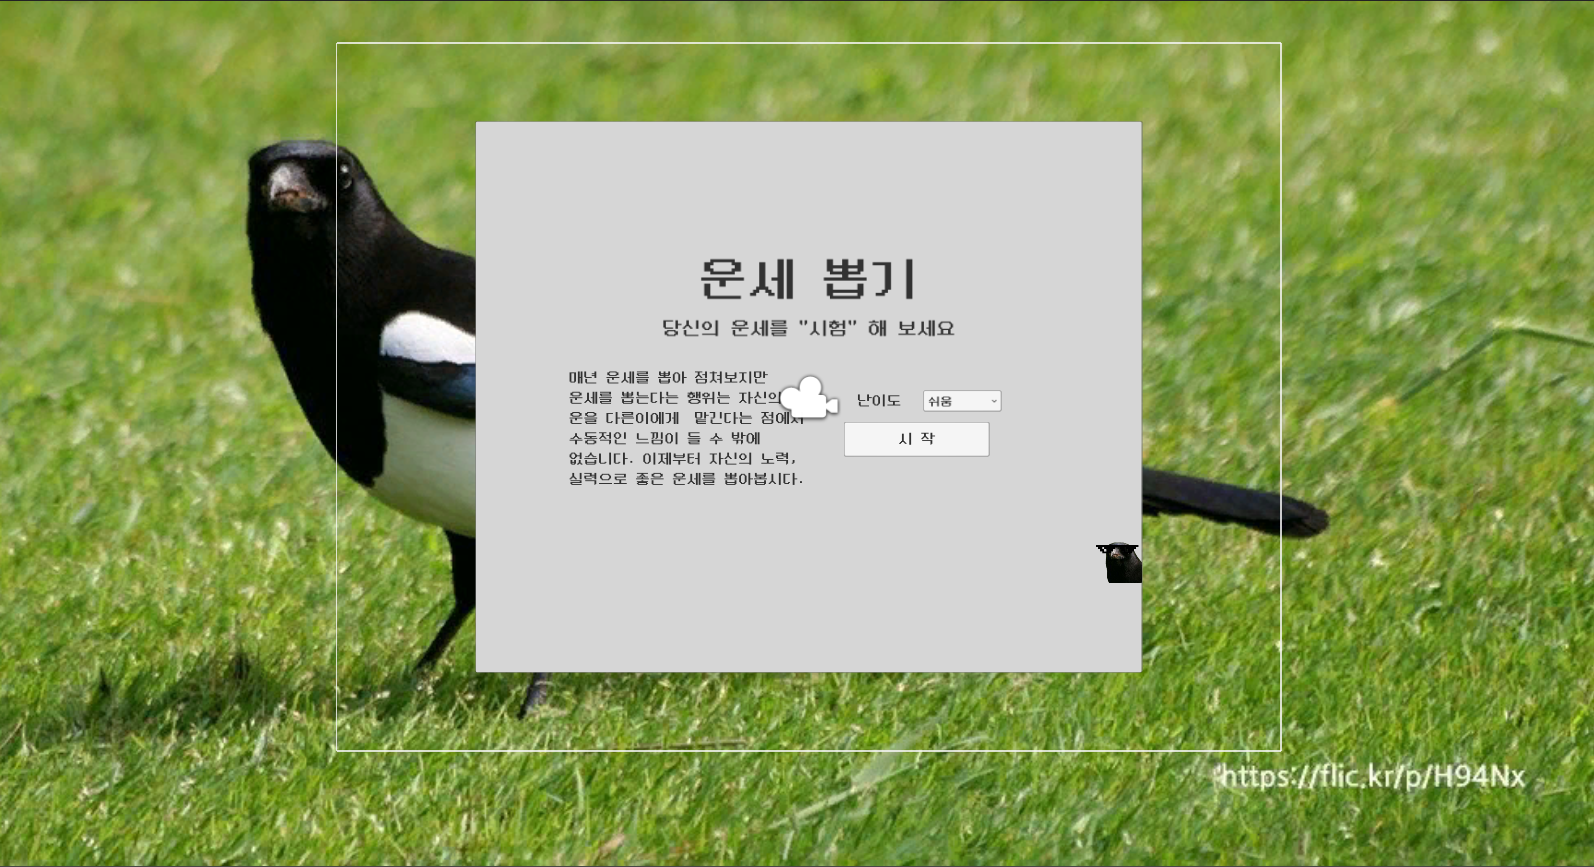 운세 뽑기
당신의 운세를 "시험" 해 보세요
매년 운세를 뽑아 점쳐보지만
운세를 뽑는다는 행위는 자신의
운을 다른이에게 맡긴다는 점에서
수동적인 느낌이 들 수 밖에
없습니다. 이제부터 자신의 노력,
실력으로 좋은 운세를 뽑아봅시다.
난이도 쉬움
시 작
https://flic.kr/p/H94Nx